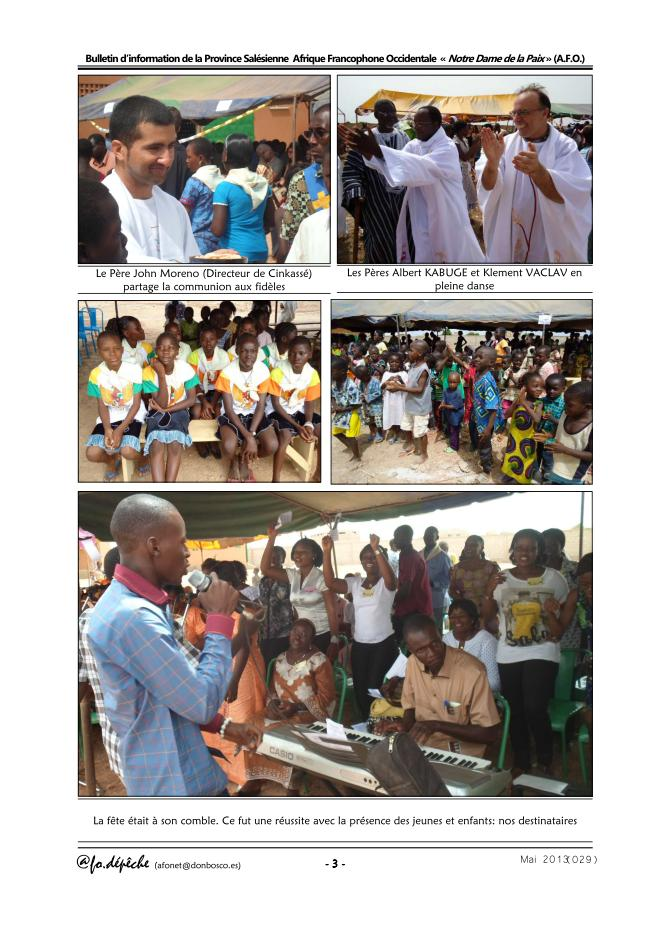 Bulletin d'information de la Province Salésienne Afrique Francophone Occidentale « Notre Dame de la Paix » (A.F.O.)
Le Père John Moreno (Directeur de Cinkassé)
partage la communion aux fidèles
Les Pères Albert KABUGE et Klement VACLAV en
pleine danse
CASIO
La fête était à son comble. Ce fut une réussite avec la présence des jeunes et enfants: nos destinataires
@fo.dépêche (afonet@donbosco.es)
- 3 -
Mai 2013(029)